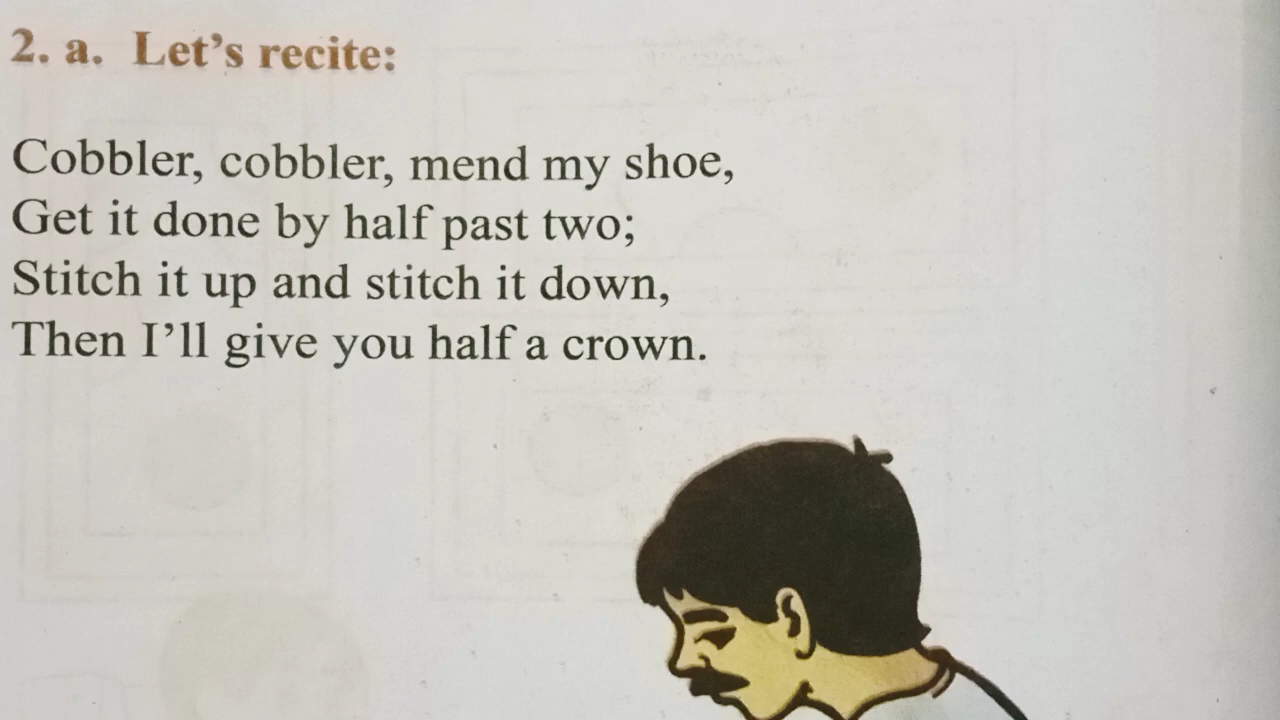 2. a. Let's recite:
Cobbler, cobbler, mend my shoe,
Get it done by half past two;
Stitch it up and stitch it down,
Then I'll give you half a crown.